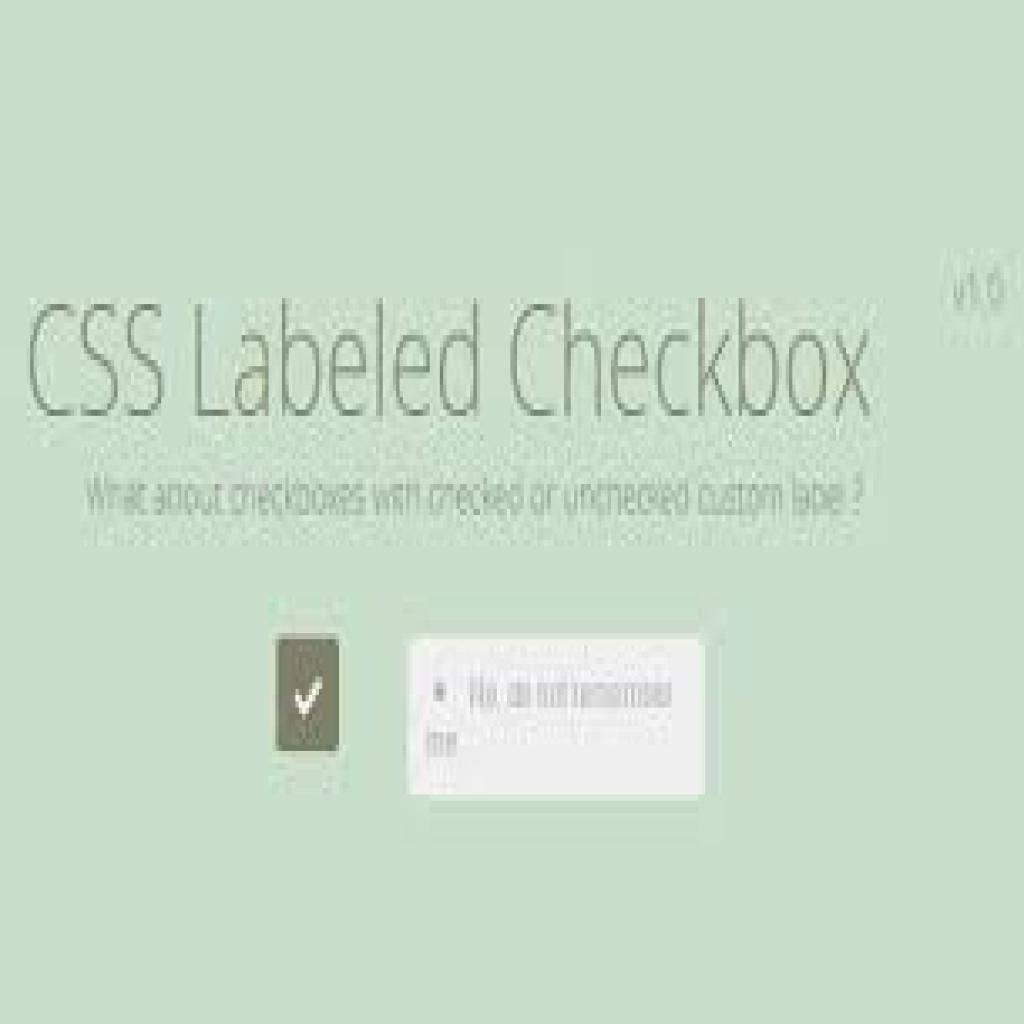 v1.0
CSS Labeled Checkbox
What about checkboxes with checked or unchecked custom label ?
No, do not remember
me